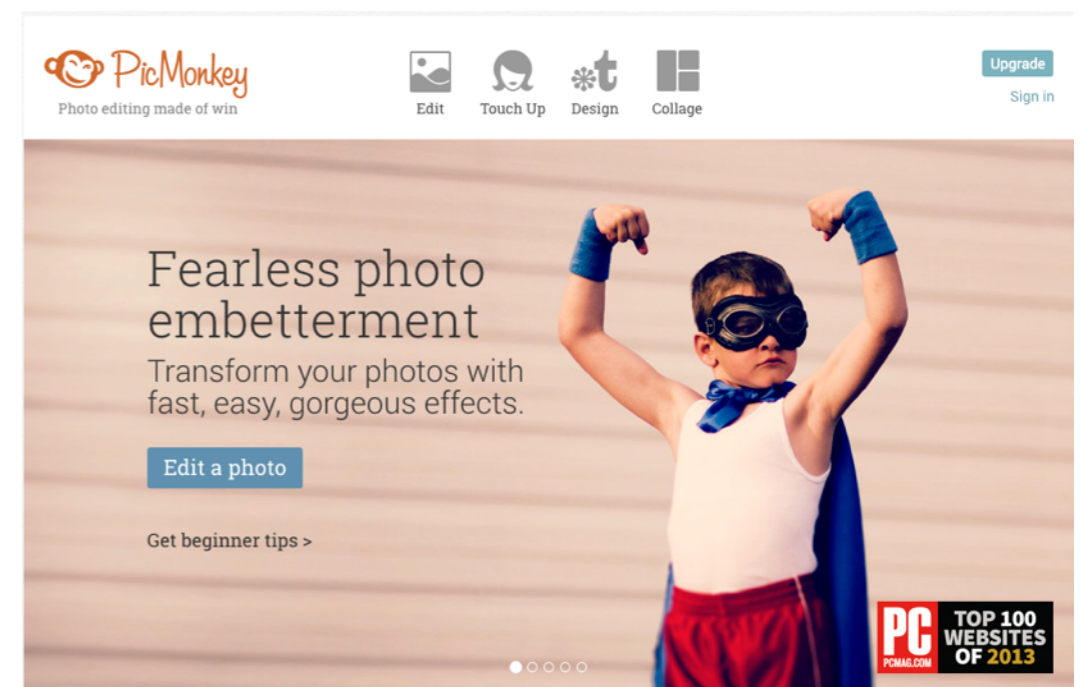 PicMonkey
Photo editing made of win
Edit
Touch Up
t
Design
Collage
Upgrade
Sign in
Fearless photo
embetterment
Transform your photos with
fast, easy, gorgeous effects.
Edit a photo
Get beginner tips >
PC
PCMAG.COM
TOP 100
WEBSITES
OF 2013